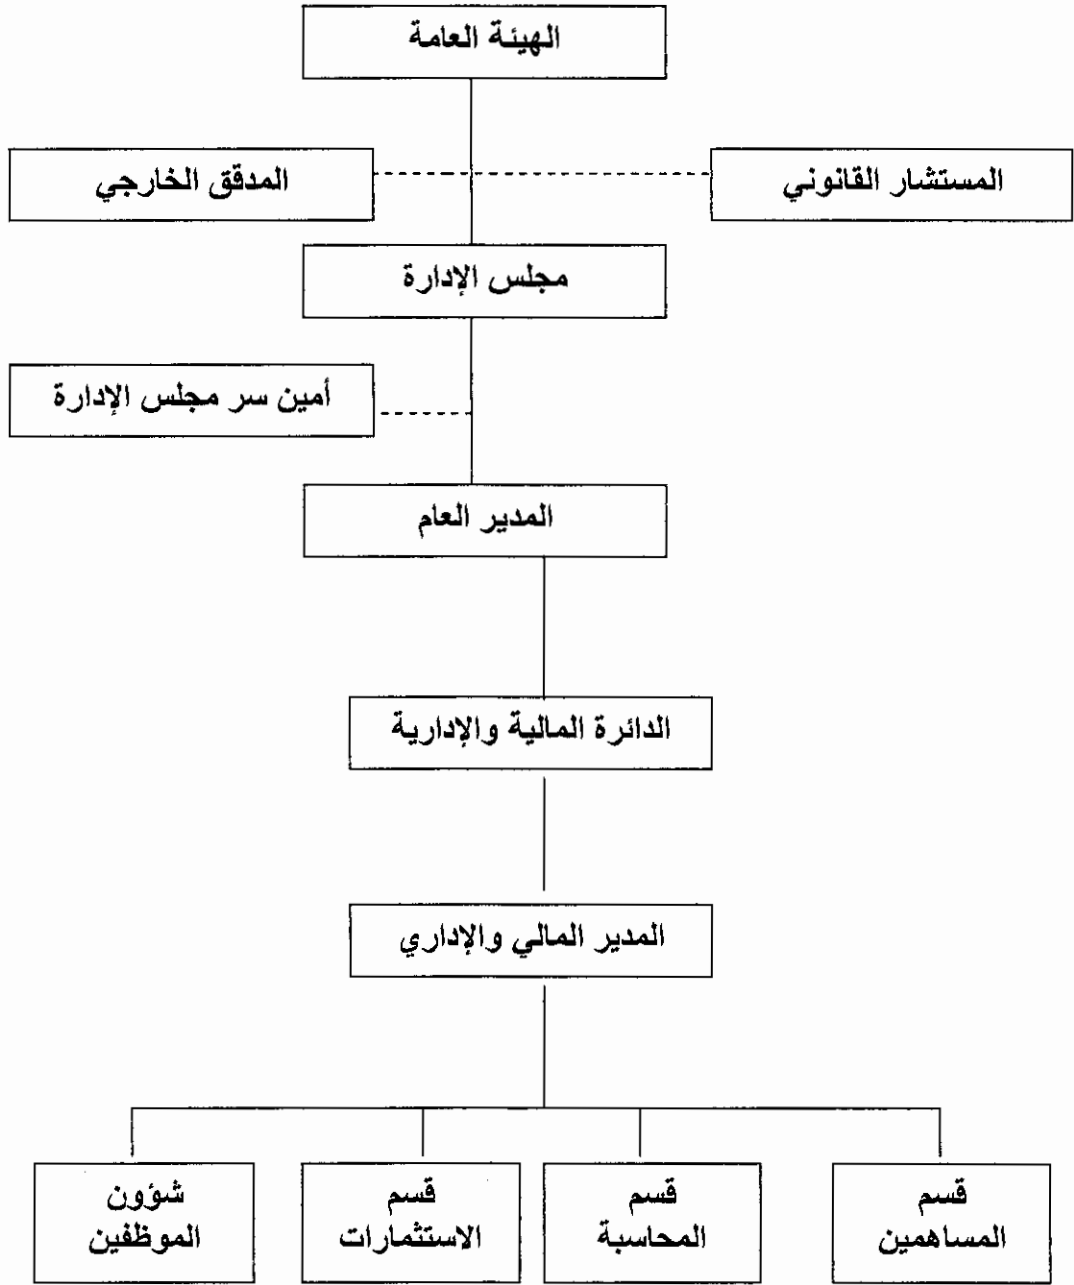 الهيئة العامة
المستشار القانوني
المدقق الخارجي
مجلس الإدارة
أمين سر مجلس الإدارة
المدير العام
الدائرة المالية والإدارية
المدير المالي والإداري
قسم
المساهمين
قسم
المحاسبة
قسم
الاستثمارات
شؤون
الموظفين